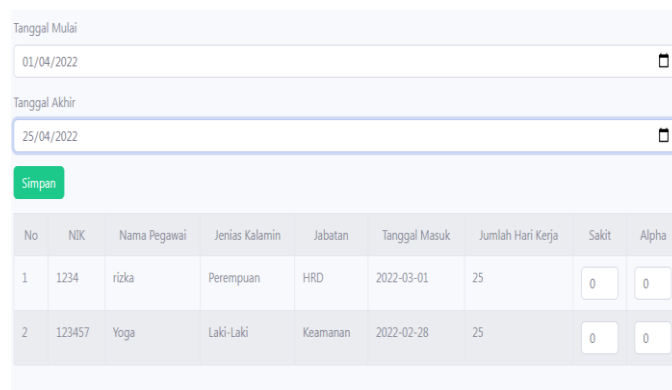 Tanggal Mulai
01/04/2022
Tanggal Akhir
25/04/2022
Simpan
No NIK Nama Pegawai Jenias Kalamin Jabatan Tanggal Masuk Jumlah Hari Kerja Sakit Alpha
1 1234 rizka Perempuan HRD 2022-03-01 25 0 0
2 123457 Yoga Laki-Laki Keamanan 2022-02-28 25 0 0